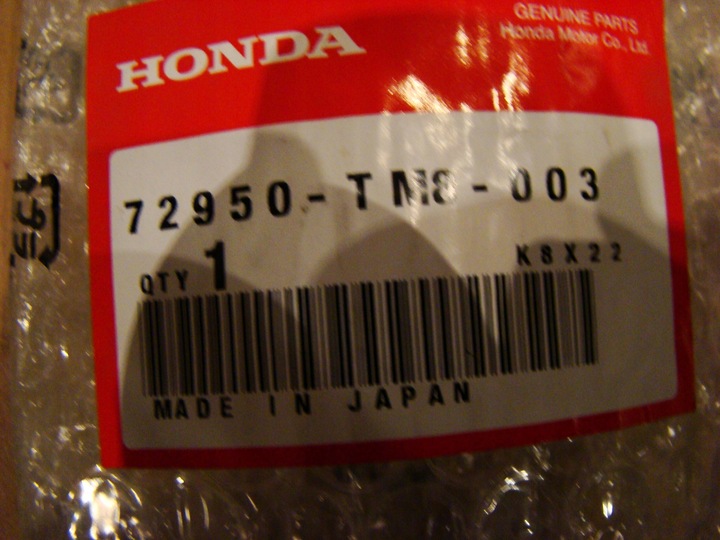 HONDA
GENUINE PARTS
Honda Motor Co., Ltd.
72950-TM8-003
QTY 1
K8X22
MADE IN JAPAN